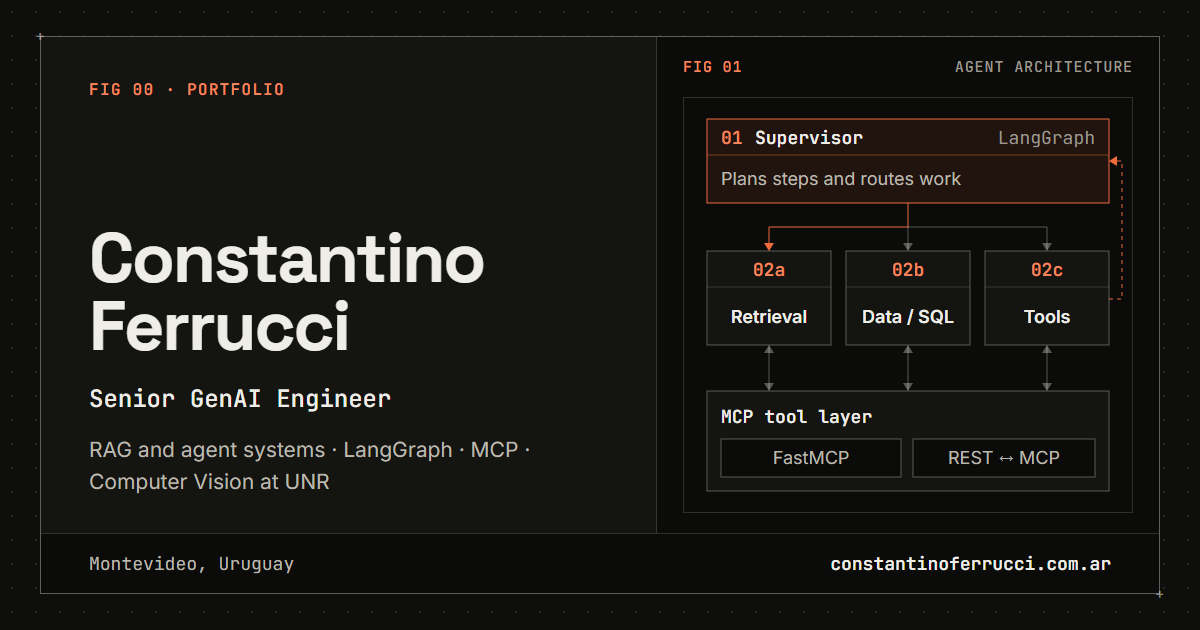 FIG 00 · PORTFOLIO
Constantino
Ferrucci
Senior GenAI Engineer
RAG and agent systems · LangGraph · MCP ·
Computer Vision at UNR
FIG 01
AGENT ARCHITECTURE
01 Supervisor
LangGraph
Plans steps and routes work
02a
Retrieval
02b
Data / SQL
02c
Tools
MCP tool layer
FastMCP
REST ↔ MCP
Montevideo, Uruguay
constantinoferrucci.com.ar